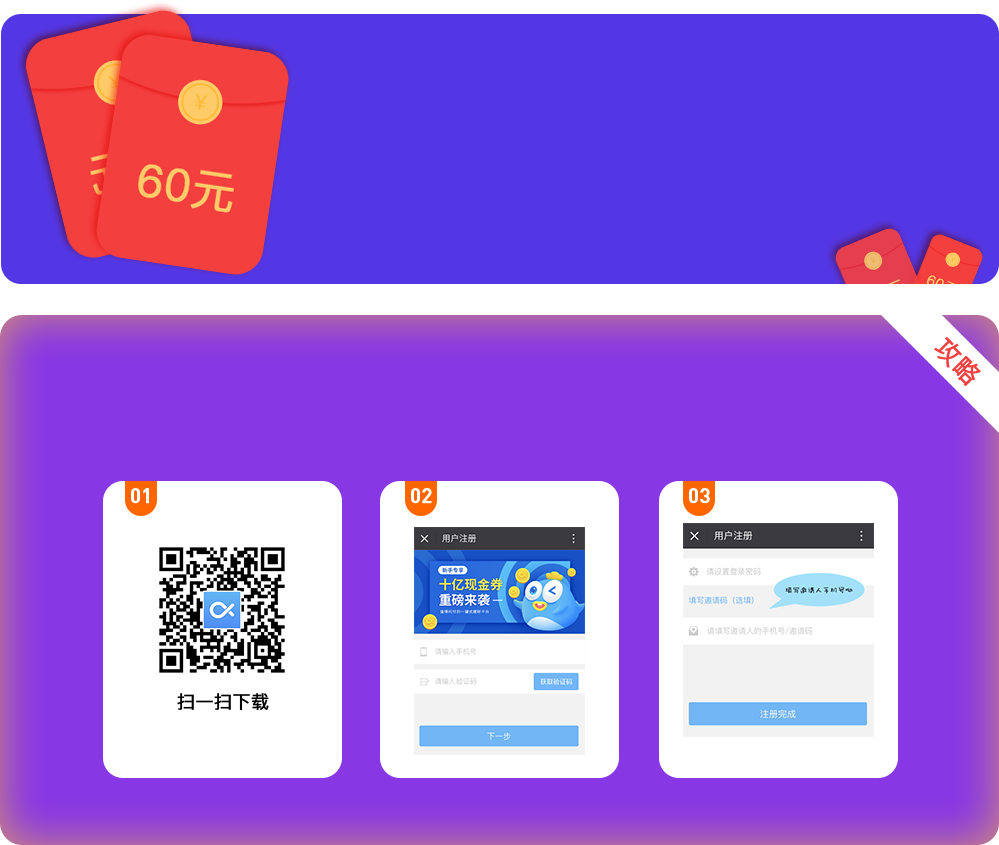 ¥
60元
60元
攻略
01
扫一扫下载
02
用户注册
新手专享
十亿现金券
重磅来袭
请输入手机号
请输入验证码
获取验证码
下一步
03
用户注册
请设置登录密码
填写邀请人手机号哦
填写邀请码（选填）
请填写邀请人的手机号/邀请码
注册完成